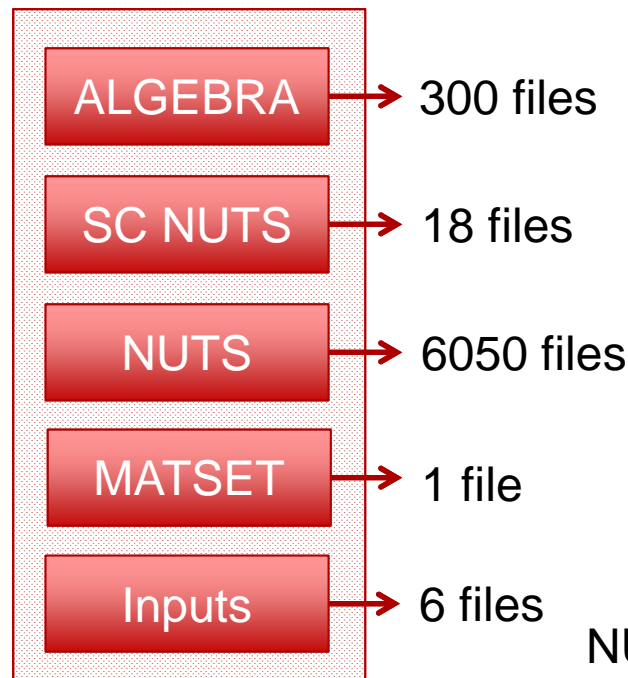 ALGEBRA 300 files
SC NUTS 18 files
NUTS 6050 files
MATSET 1 file
Inputs 6 files